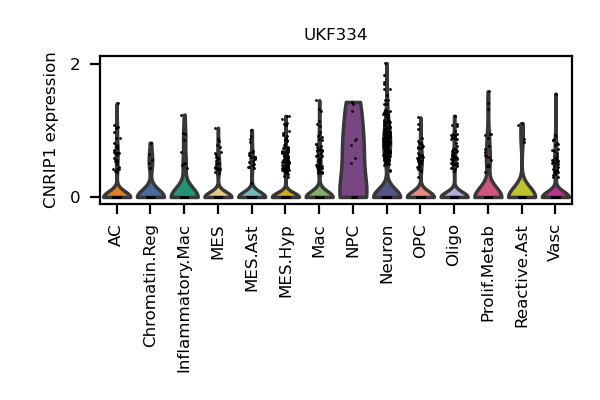 UKF334
CNRIP1 expression
2
0
AC
Chromatin.Reg
Inflammatory.Mac
MES
MES.Ast
MES.Hyp
Mac
NPC
Neuron
OPC
Oligo
Prolif.Metab
Reactive.Ast
Vasc